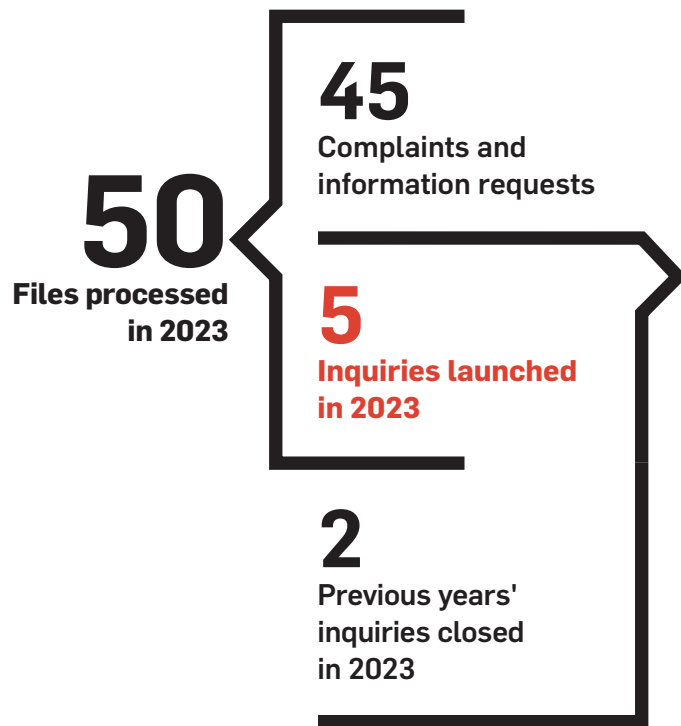 50
Files processed
in 2023
45
Complaints and
information requests
5
Inquiries launched
in 2023
2
Previous years'
inquiries closed
in 2023